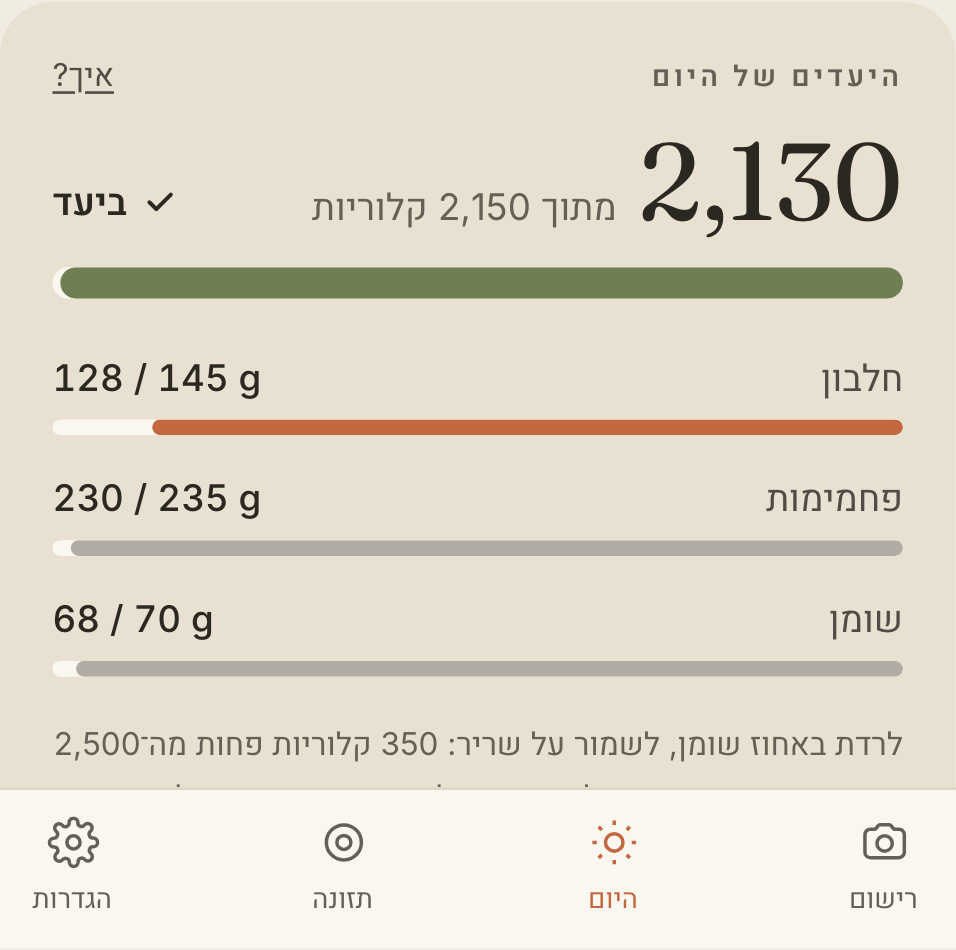 היעדים של היום
איך?
2,130 מתוך 2,150 קלוריות
ביעד
חלבון
128 / 145 g
פחמימות
230 / 235 g
שומן
68 / 70 g
לרדת באחוז שומן, לשמור על שריר: 350 קלוריות פחות מה־2,500
רישום
היום
תזונה
הגדרות